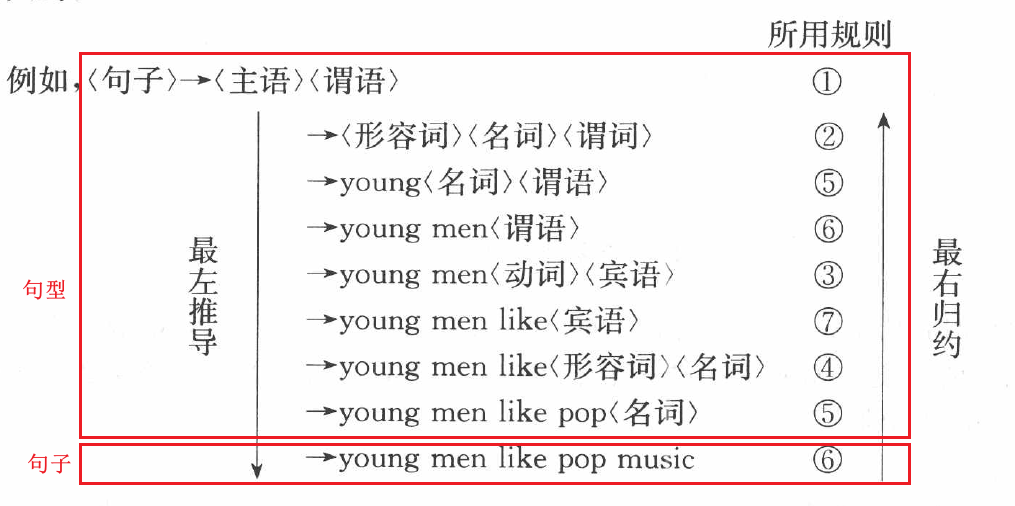 所用规则
例如,〈句子〉→〈主语〉〈谓语〉 ①
→〈形容词〉〈名词〉〈谓词〉 ②
→young〈名词〉〈谓语〉 ⑤
→young men〈谓语〉 ⑥
→young men〈动词〉〈宾语〉 ③
→young men like〈宾语〉 ⑦
→young men like〈形容词〉〈名词〉 ④
→young men like pop〈名词〉 ⑤
→young men like pop music ⑥
最左推导
最右归约
句型
句子